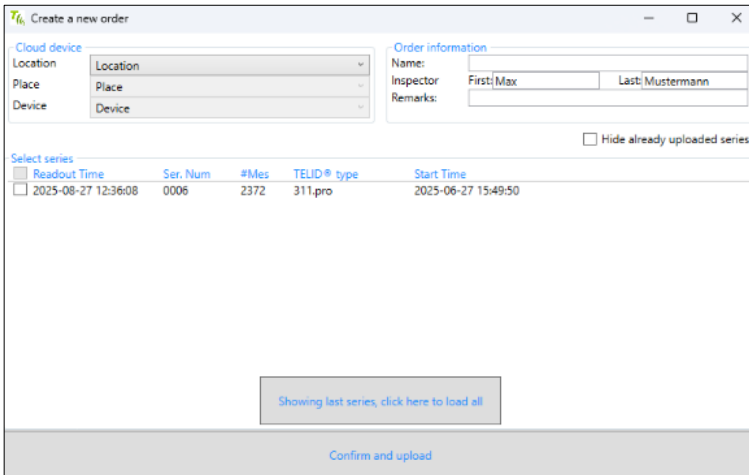 Create a new order
Cloud device
Location Location
Place Place
Device Device
Order information
Name:
Inspector First: Max Last: Mustermann
Remarks:
Hide already uploaded series
Select series
Readout Time Ser. Num #Mes TELID® type Start Time
2025-08-27 12:36:08 0006 2372 311.pro 2025-06-27 15:49:50
Showing last series, click here to load all
Confirm and upload